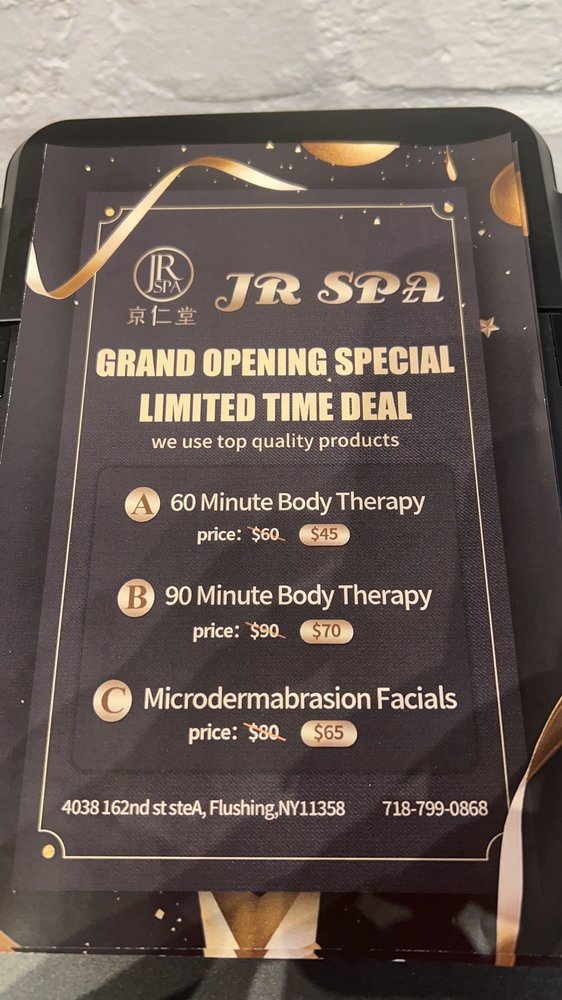 JR
SPA
京仁堂
JR SPA
GRAND OPENING SPECIAL
LIMITED TIME DEAL
we use top quality products
A 60 Minute Body Therapy
price: $60 $45
B 90 Minute Body Therapy
price: $90 $70
C Microdermabrasion Facials
price: $80 $65
4038 162nd st steA, Flushing,NY11358 718-799-0868